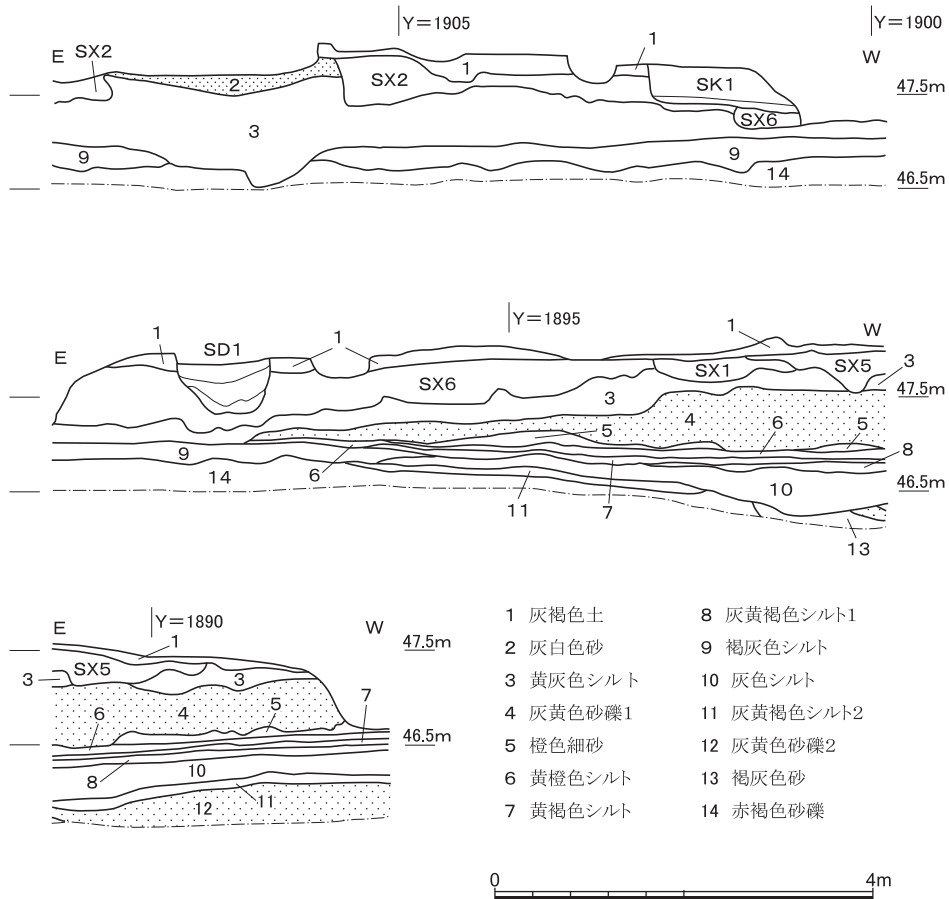 Y=1905
Y=1900
E
SX2
1
W
2
SX2
1
SK1
47.5m
SX6
3
9
9
14
46.5m
Y=1895
E
1
SD1
1
1
W
SX6
SX1
SX5
3
47.5m
3
4
5
6
5
9
8
14
6
10
46.5m
11
7
13
Y=1890
E
W
1
47.5m
SX5
3
3
7
6
4
5
46.5m
8
10
12
11
1 灰褐色土
2 灰白色砂
3 黄灰色シルト
4 灰黄色砂礫1
5 橙色細砂
6 黄橙色シルト
7 黄褐色シルト
8 灰黄褐色シルト1
9 褐灰色シルト
10 灰色シルト
11 灰黄褐色シルト2
12 灰黄色砂礫2
13 褐灰色砂
14 赤褐色砂礫
0
4m